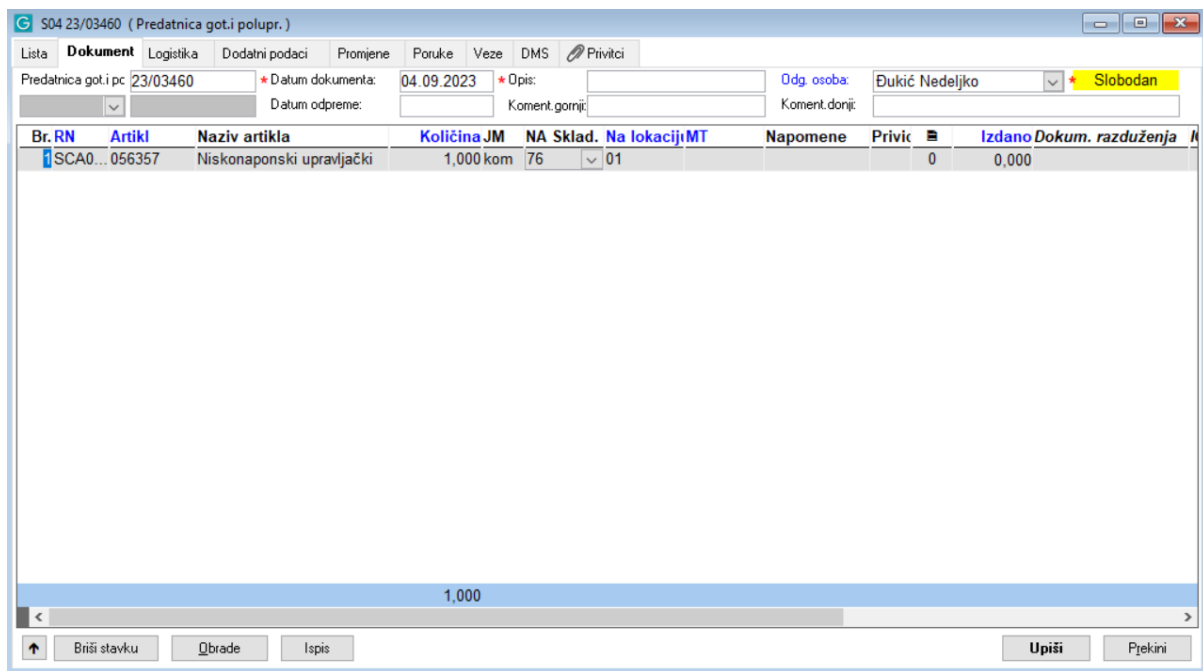 S04 23/03460 ( Predatnica got.i polupr. )
Lista Dokument Logistika Dodatni podaci Promjene Poruke Veze DMS Privitci
Predatnica got.i pc 23/03460 * Datum dokumenta: 04.09.2023 * Opis: Odg. osoba: Đukić Nedeljko * Slobodan
Datum odpreme: Koment.gornji: Koment.donji:
Br. RN Artikl Naziv artikla Količina JM NA Sklad. Na lokaciji MT Napomene Privic Izdano Dokum. razduženja
1 SCA0... 056357 Niskonaponski upravljački 1,000 kom 76 01 0 0,000
1,000
Briši stavku Obrade Ispis Upiši Prekini